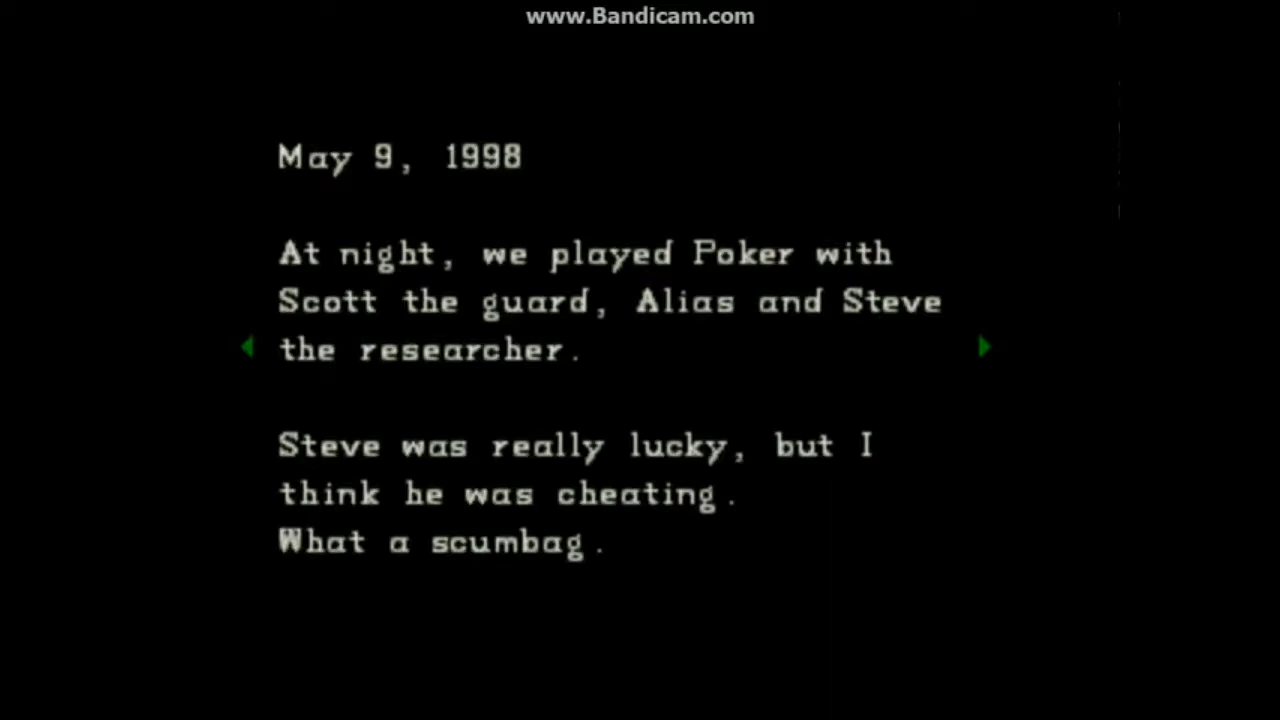 www.Bandicam.com
May 9, 1998
At night, we played Poker with
Scott the guard, Alias and Steve
the researcher.
Steve was really lucky, but I
think he was cheating.
What a scumbag.